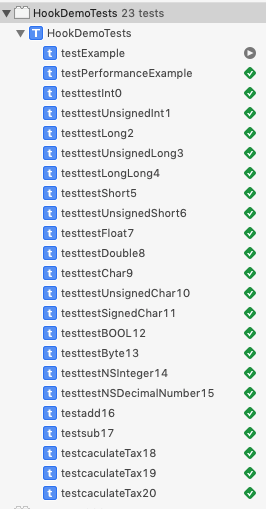 HookDemoTests 23 tests
T HookDemoTests
t testExample
t testPerformanceExample
t testtestInt0
t testtestUnsignedInt1
t testtestLong2
t testtestUnsignedLong3
t testtestLongLong4
t testtestShort5
t testtestUnsignedShort6
t testtestFloat7
t testtestDouble8
t testtestChar9
t testtestUnsignedChar10
t testtestSignedChar11
t testtestBOOL12
t testtestByte13
t testtestNSInteger14
t testtestNSDecimalNumber15
t testadd16
t testsub17
t testcaculateTax18
t testcaculateTax19
t testcaculateTax20